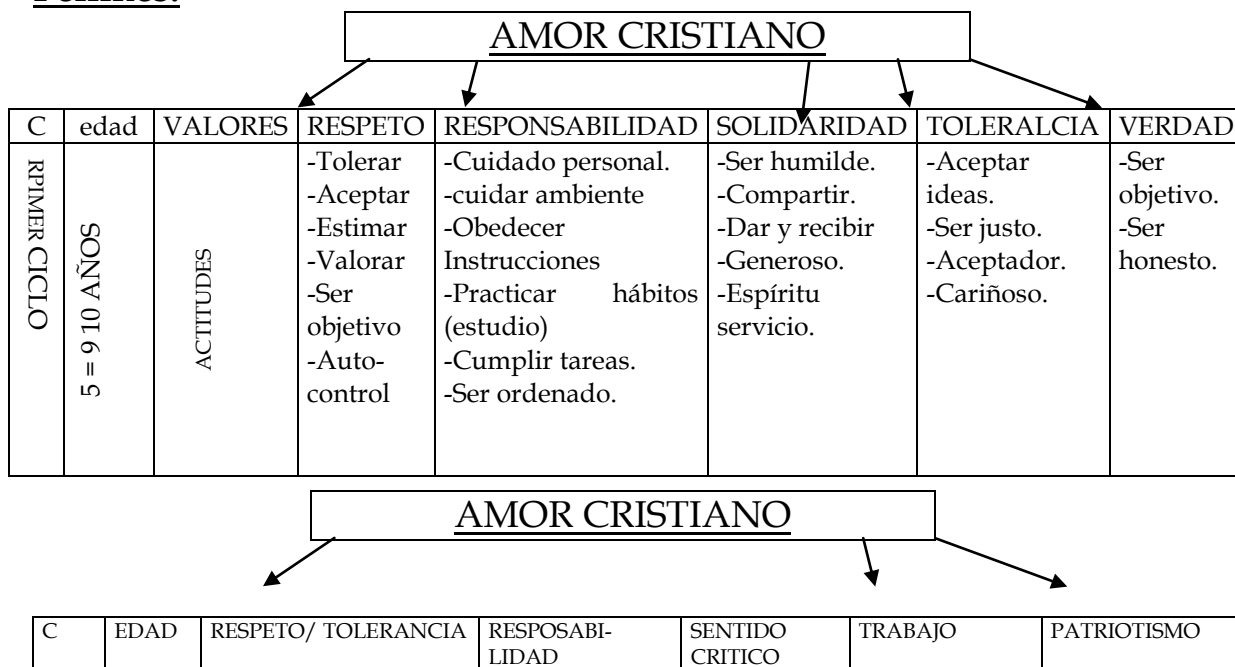 AMOR CRISTIANO
C edad VALORES RESPETO RESPONSABILIDAD SOLIDARIDAD TOLERALCIA VERDAD
RPIMER CICLO
5 = 9 10 AÑOS
ACTITUDES
-Tolerar
-Aceptar
-Estimar
-Valorar
-Ser
objetivo
-Auto-
control
-Cuidado personal.
-cuidar ambiente
-Obedecer
Instrucciones
-Practicar hábitos
(estudio)
-Cumplir tareas.
-Ser ordenado.
-Ser humilde.
-Compartir.
-Dar y recibir
-Generoso.
-Espíritu
servicio.
-Aceptar
ideas.
-Ser justo.
-Aceptador.
-Cariñoso.
-Ser
objetivo.
-Ser
honesto.
AMOR CRISTIANO
C EDAD RESPETO/ TOLERANCIA RESPOSABI- SENTIDO TRABAJO PATRIOTISMO
LIDAD CRITICO